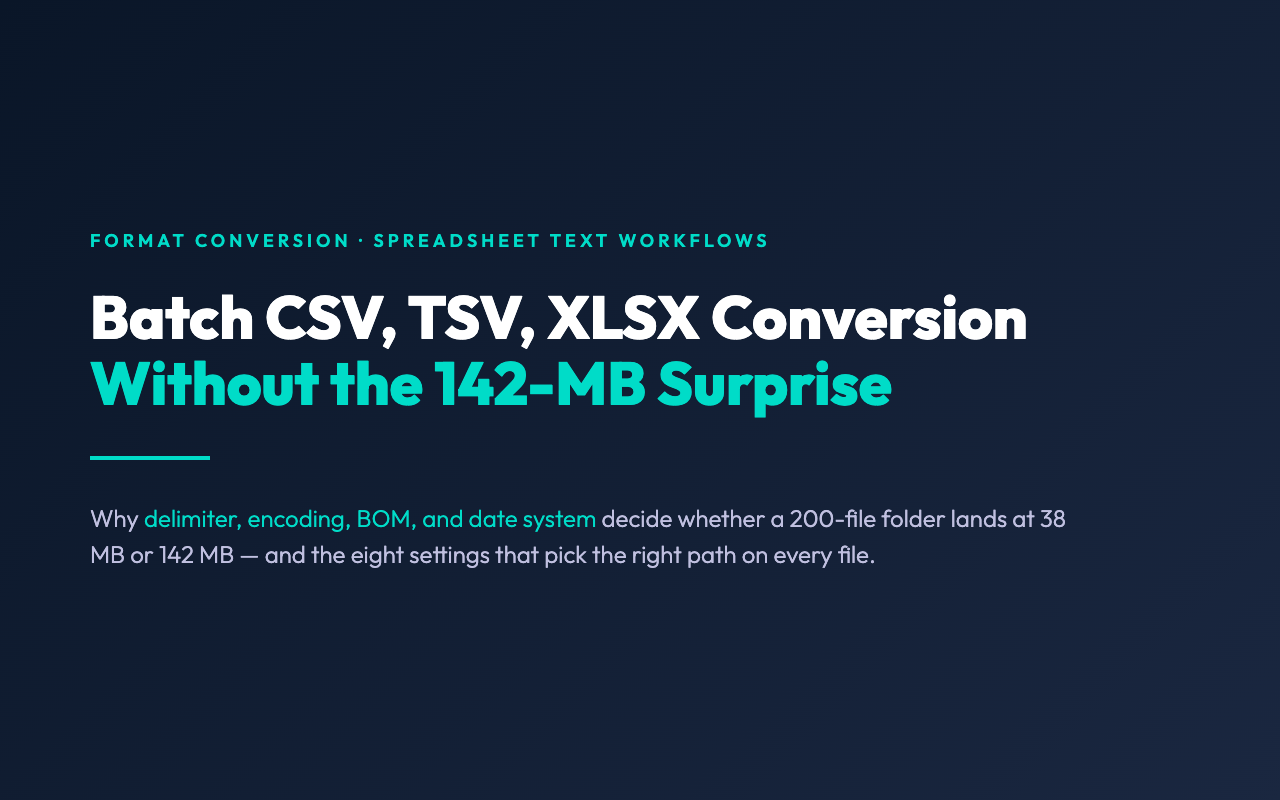 FORMAT CONVERSION · SPREADSHEET TEXT WORKFLOWS
Batch CSV, TSV, XLSX Conversion
Without the 142-MB Surprise
Why delimiter, encoding, BOM, and date system decide whether a 200-file folder lands at 38
MB or 142 MB — and the eight settings that pick the right path on every file.